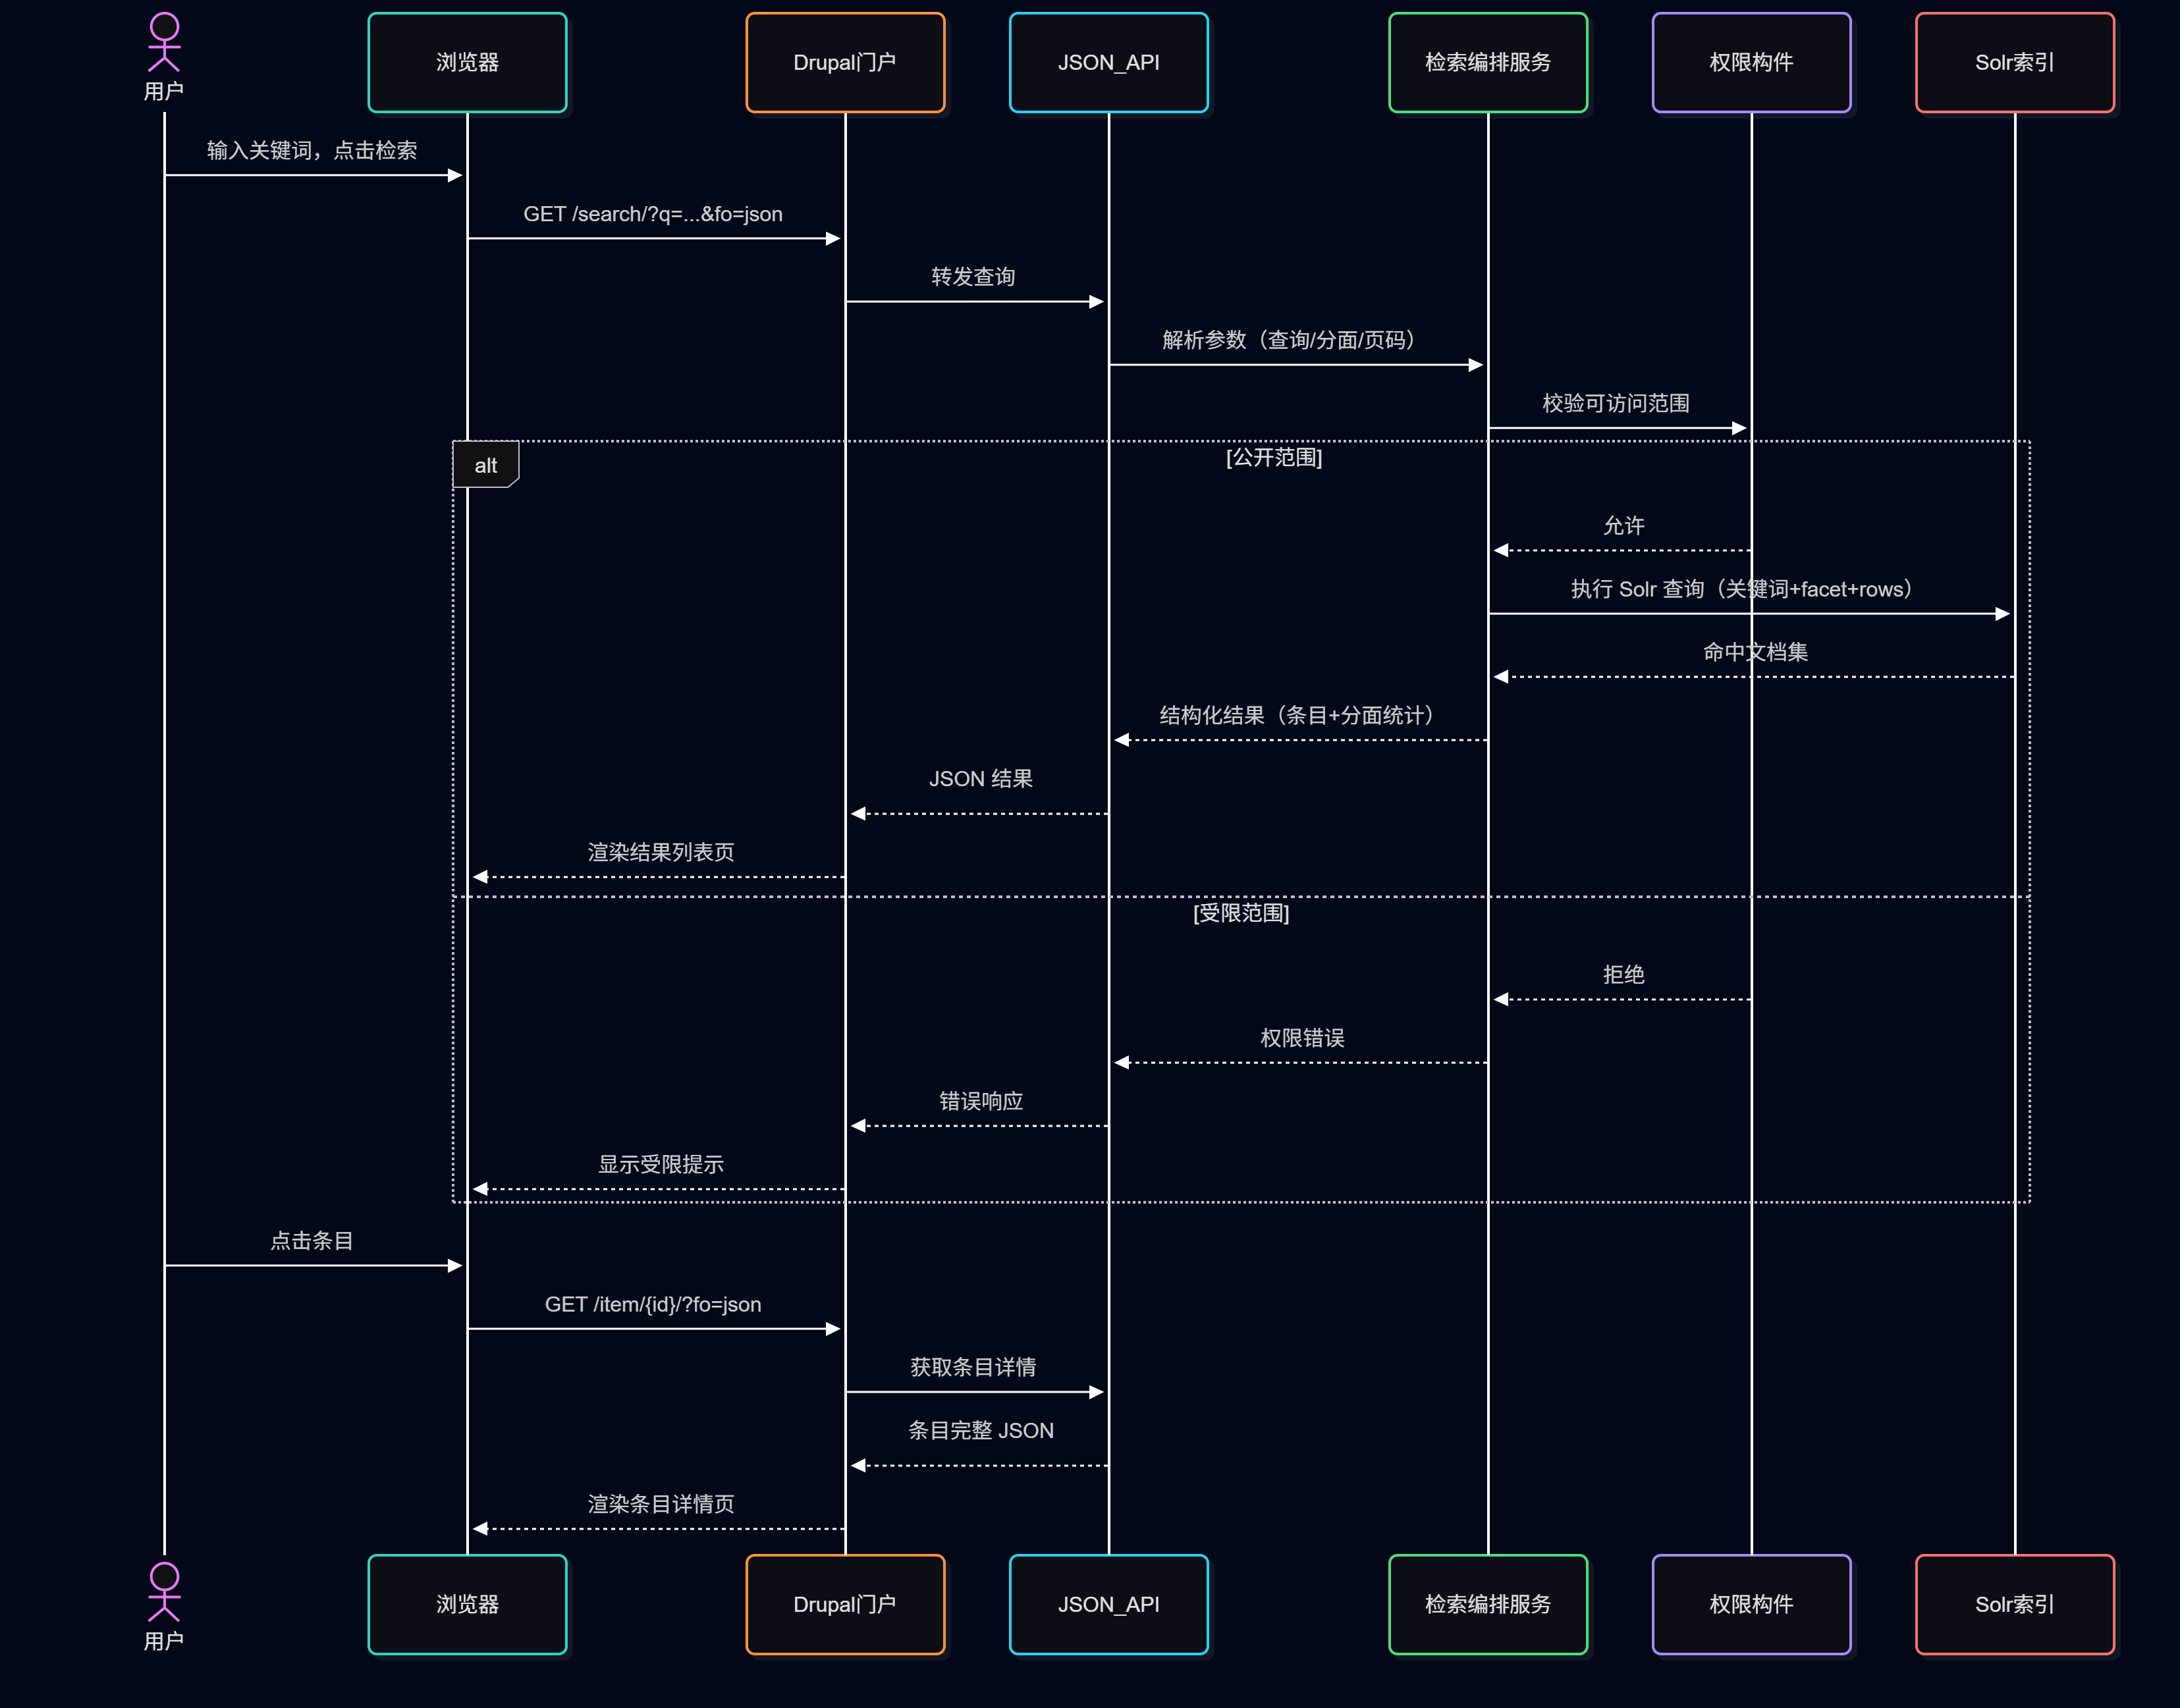 用户
浏览器
Drupal门户
JSON_API
检索编排服务
权限构件
Solr索引
输入关键词，点击检索
GET /search/?q=...&fo=json
转发查询
解析参数（查询/分面/页码）
校验可访问范围
alt
[公开范围]
允许
执行 Solr 查询（关键词+facet+rows）
命中文档集
结构化结果（条目+分面统计）
JSON 结果
渲染结果列表页
[受限范围]
拒绝
权限错误
错误响应
显示受限提示
点击条目
GET /item/{id}/?fo=json
获取条目详情
条目完整 JSON
渲染条目详情页
用户
浏览器
Drupal门户
JSON_API
检索编排服务
权限构件
Solr索引